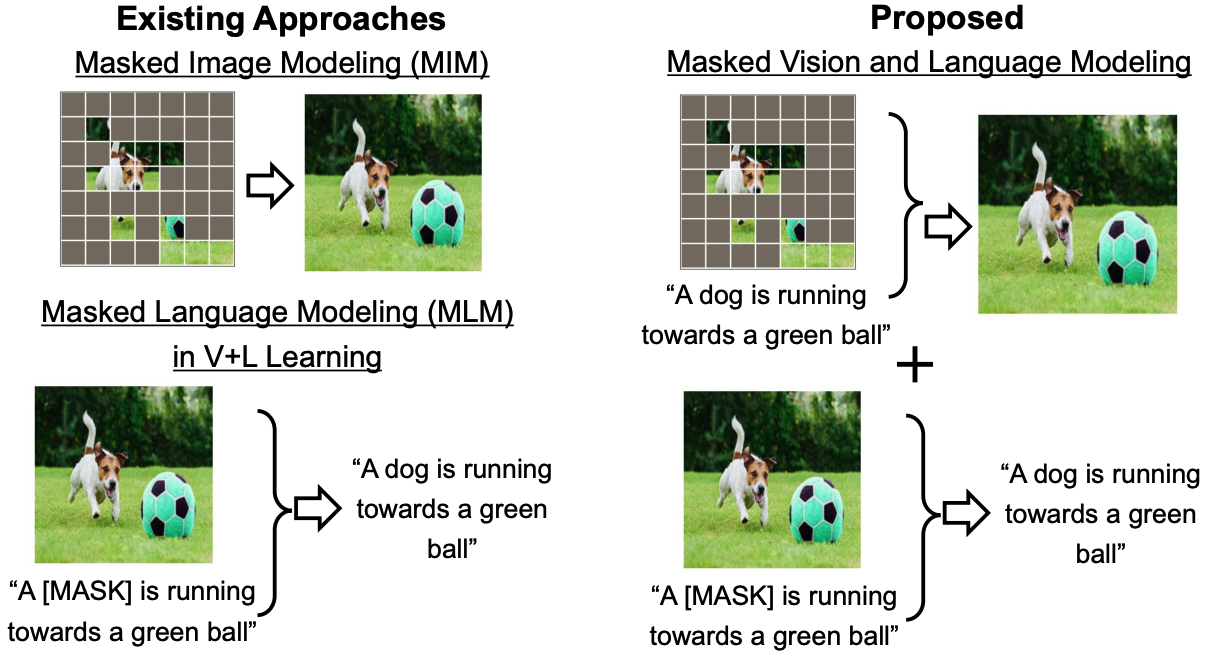 Existing Approaches
Masked Image Modeling (MIM)
Masked Language Modeling (MLM)
in V+L Learning
“A [MASK] is running
towards a green ball”
“A dog is running
towards a green
ball”
Proposed
Masked Vision and Language Modeling
“A dog is running
towards a green ball”
+
“A [MASK] is running
towards a green ball”
“A dog is running
towards a green
ball”